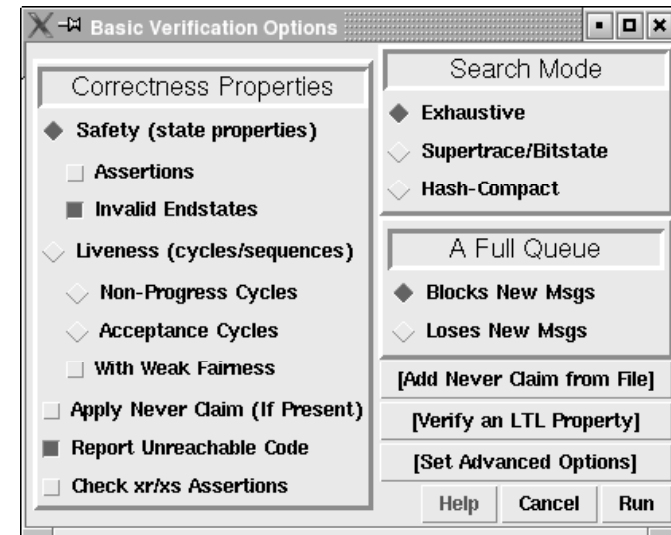 Basic Verification Options
Correctness Properties
Safety (state properties)
Assertions
Invalid Endstates
Liveness (cycles/sequences)
Non-Progress Cycles
Acceptance Cycles
With Weak Fairness
Apply Never Claim (If Present)
Report Unreachable Code
Check xr/xs Assertions
Search Mode
Exhaustive
Supertrace/Bitstate
Hash-Compact
A Full Queue
Blocks New Msgs
Loses New Msgs
[Add Never Claim from File]
[Verify an LTL Property]
[Set Advanced Options]
Help Cancel Run